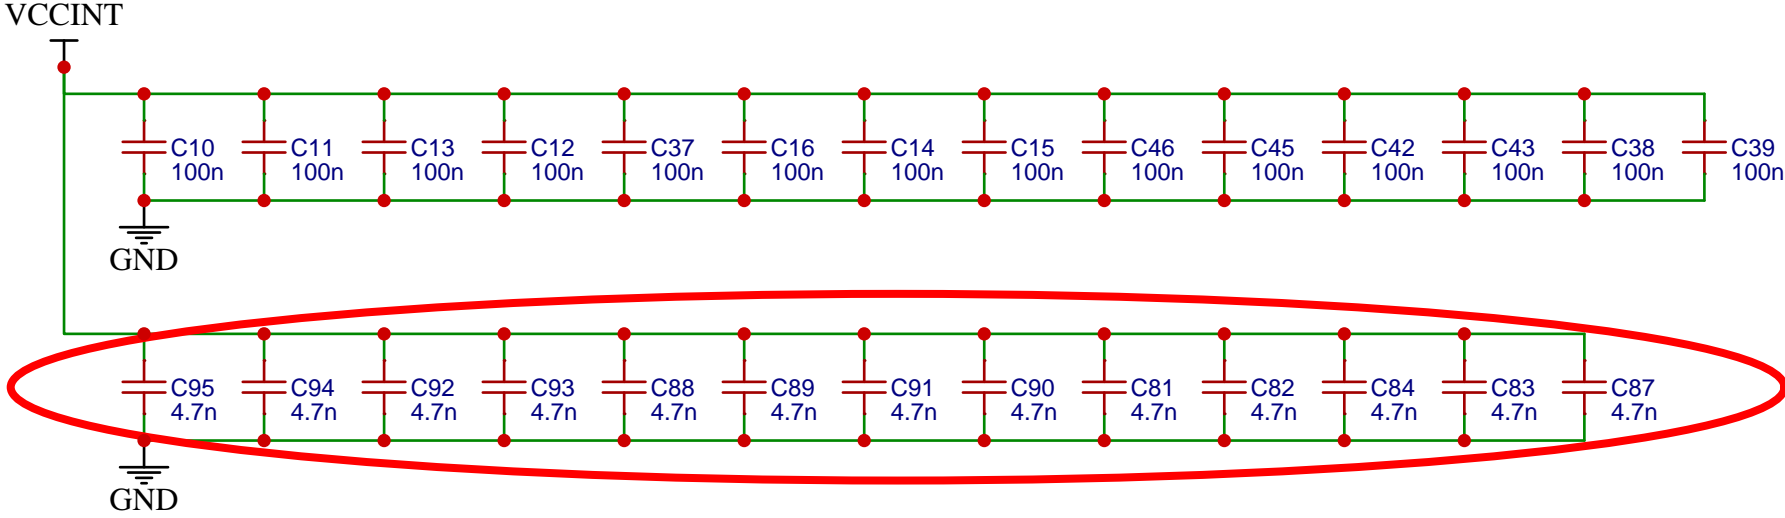 VCCINT
C10 C11 C13 C12 C37 C16 C14 C15 C46 C45 C42 C43 C38 C39
100n 100n 100n 100n 100n 100n 100n 100n 100n 100n 100n 100n 100n 100n
GND
C95 C94 C92 C93 C88 C89 C91 C90 C81 C82 C84 C83 C87
4.7n 4.7n 4.7n 4.7n 4.7n 4.7n 4.7n 4.7n 4.7n 4.7n 4.7n 4.7n 4.7n
GND